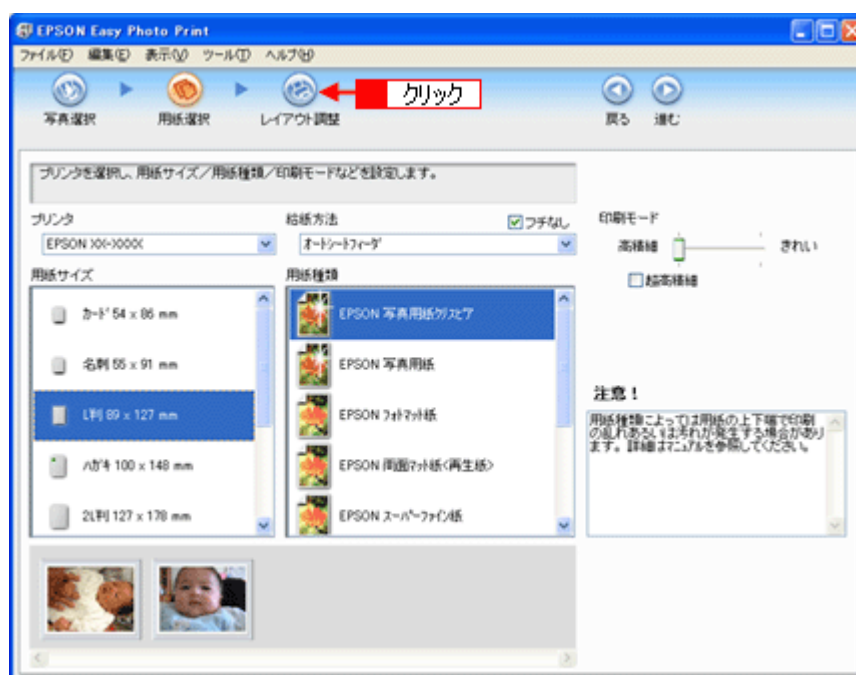 EPSON Easy Photo Print
ファイル(F) 編集(E) 表示(V) ツール(T) ヘルプ(H)
クリック
写真選択 用紙選択 レイアウト調整 戻る 進む
プリンタを選択し、用紙サイズ/用紙種類/印刷モードなどを設定します。
プリンタ 給紙方法 フチなし 印刷モード
EPSON XX-XXXX オートシートフィーダ 高精細 きれい
用紙サイズ 用紙種類 超高精細
カード 54 x 86 mm EPSON 写真用紙クリスピア
名刺 55 x 91 mm EPSON 写真用紙
注意!
L判 89 x 127 mm EPSON フォトマット紙
用紙種類によっては用紙の上下端で印刷
の乱れあるいは汚れが発生する場合があり
ます。詳細はマニュアルを参照してください。
ハガキ 100 x 148 mm EPSON 両面マット紙<再生紙>
2L判 127 x 178 mm EPSON スーパーファイン紙